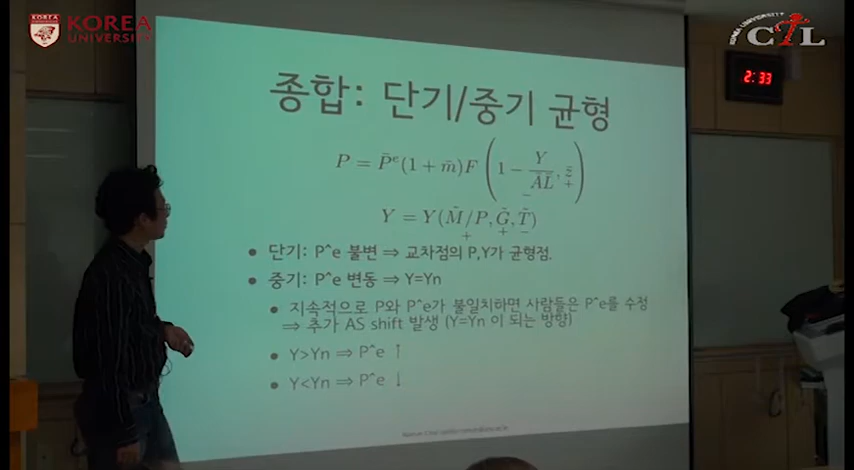 KOREA
UNIVERSITY
KOREA UNIVERSITY
CTL
2:33
종합: 단기/중기 균형
P = P̄ᵉ(1 + m̄)F(1 − Y/ĀL̄, z̄)
− +
Y = Y(M̄/P, Ḡ, T̄)
+ + −
• 단기: P^e 불변 ⇒ 교차점의 P,Y가 균형점.
• 중기: P^e 변동 ⇒ Y=Yn
• 지속적으로 P와 P^e가 불일치하면 사람들은 P^e를 수정
⇒ 추가 AS shift 발생 (Y=Yn 이 되는 방향)
• Y>Yn ⇒ P^e ↑
• Y<Yn ⇒ P^e ↓